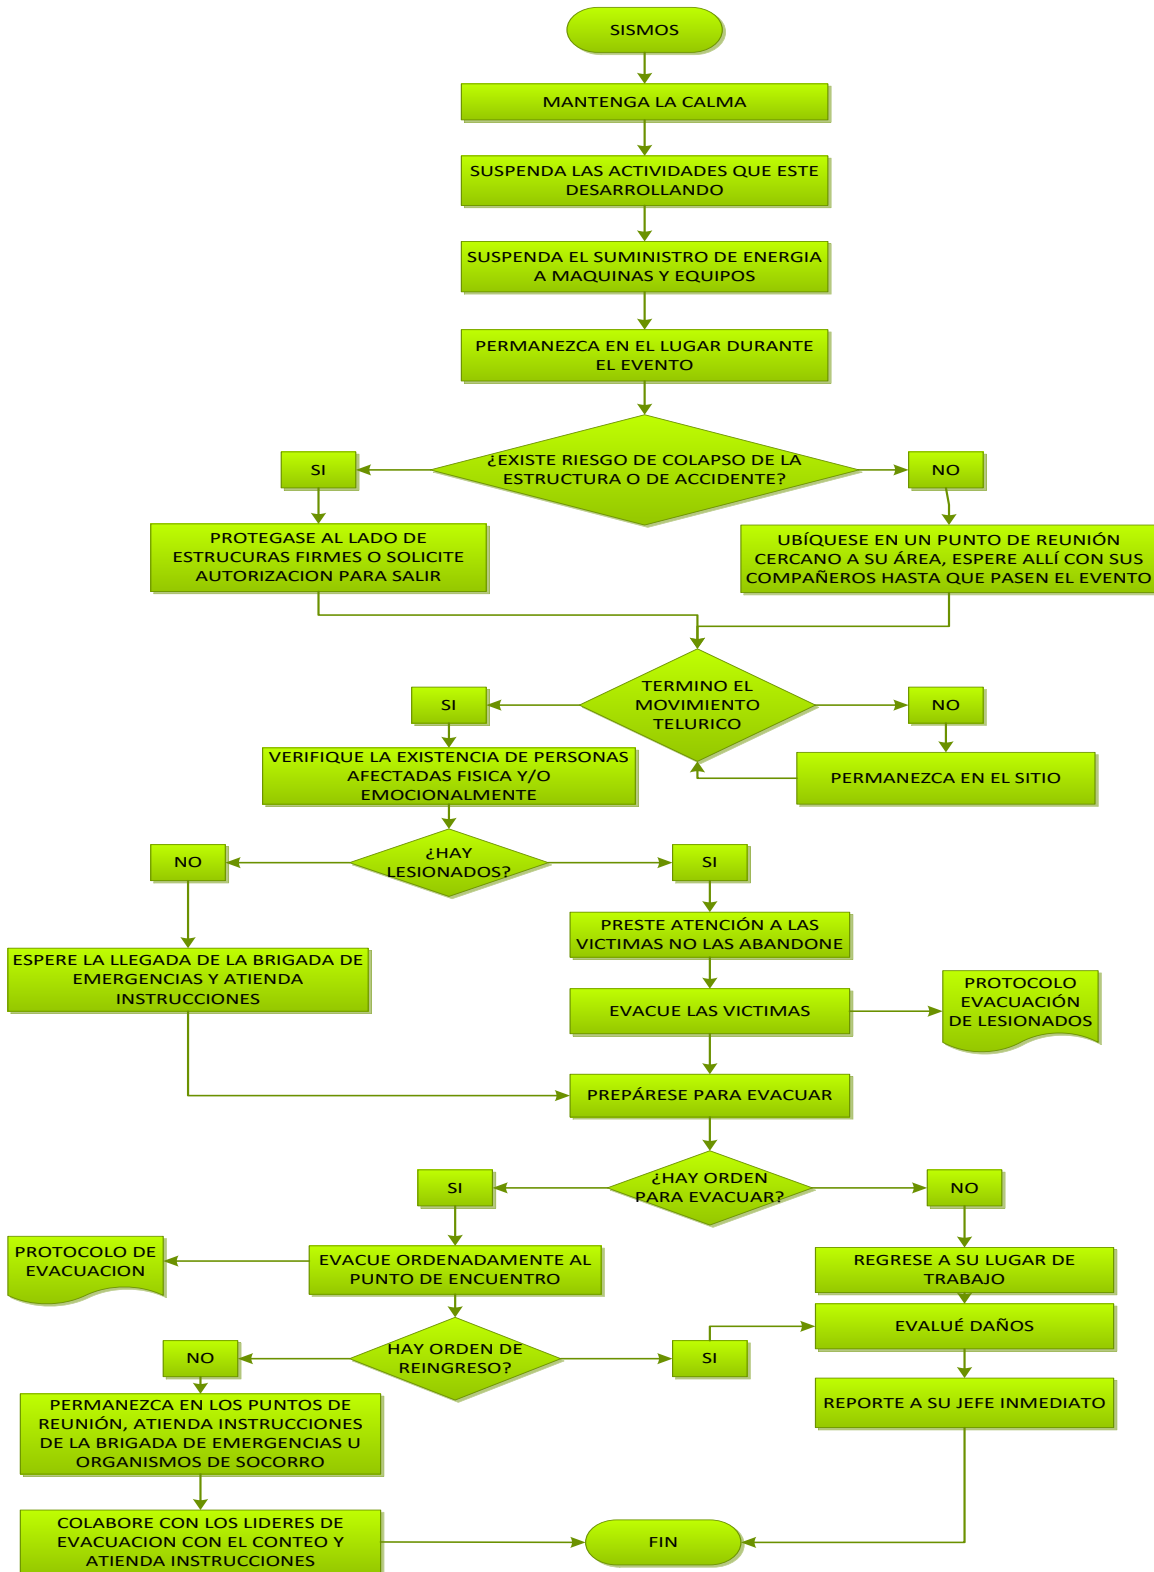 SISMOS
MANTENGA LA CALMA
SUSPENDA LAS ACTIVIDADES QUE ESTE
DESARROLLANDO
SUSPENDA EL SUMINISTRO DE ENERGIA
A MAQUINAS Y EQUIPOS
PERMANEZCA EN EL LUGAR DURANTE
EL EVENTO
¿EXISTE RIESGO DE COLAPSO DE LA
ESTRUCTURA O DE ACCIDENTE?
SI
NO
PROTEGASE AL LADO DE
ESTRUCURAS FIRMES O SOLICITE
AUTORIZACION PARA SALIR
UBÍQUESE EN UN PUNTO DE REUNIÓN
CERCANO A SU ÁREA, ESPERE ALLÍ CON SUS
COMPAÑEROS HASTA QUE PASEN EL EVENTO
TERMINO EL
MOVIMIENTO
TELURICO
SI
NO
VERIFIQUE LA EXISTENCIA DE PERSONAS
AFECTADAS FISICA Y/O
EMOCIONALMENTE
PERMANEZCA EN EL SITIO
¿HAY
LESIONADOS?
NO
SI
PRESTE ATENCIÓN A LAS
VICTIMAS NO LAS ABANDONE
ESPERE LA LLEGADA DE LA BRIGADA DE
EMERGENCIAS Y ATIENDA
INSTRUCCIONES
EVACUE LAS VICTIMAS
PROTOCOLO
EVACUACIÓN
DE LESIONADOS
PREPÁRESE PARA EVACUAR
¿HAY ORDEN
PARA EVACUAR?
SI
NO
PROTOCOLO DE
EVACUACION
EVACUE ORDENADAMENTE AL
PUNTO DE ENCUENTRO
REGRESE A SU LUGAR DE
TRABAJO
EVALUÉ DAÑOS
HAY ORDEN DE
REINGRESO?
NO
SI
PERMANEZCA EN LOS PUNTOS DE
REUNIÓN, ATIENDA INSTRUCCIONES
DE LA BRIGADA DE EMERGENCIAS U
ORGANISMOS DE SOCORRO
REPORTE A SU JEFE INMEDIATO
COLABORE CON LOS LIDERES DE
EVACUACION CON EL CONTEO Y
ATIENDA INSTRUCCIONES
FIN